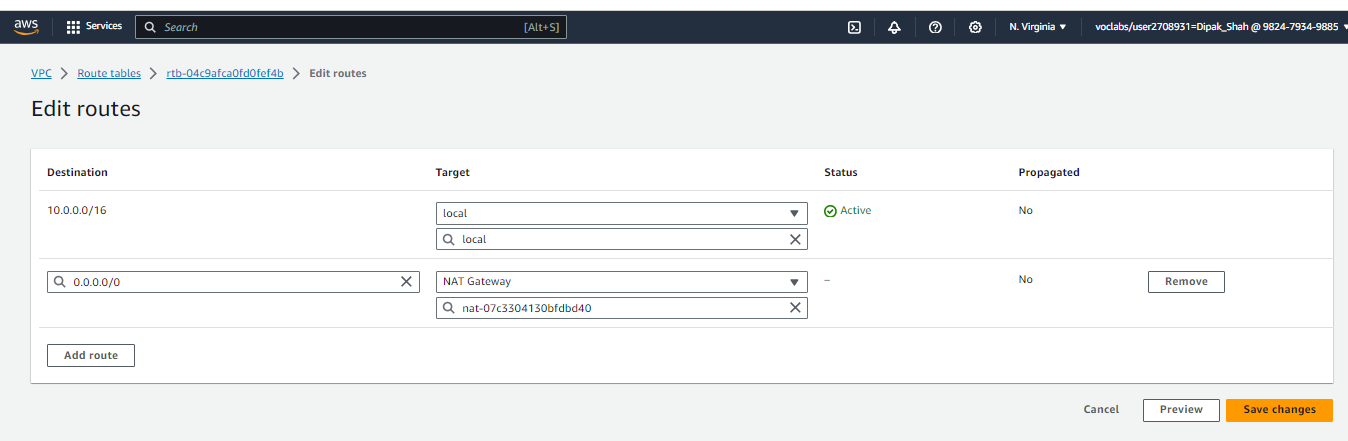 aws Services Search [Alt+S] N. Virginia voclabs/user2708931=Dipak_Shah @ 9824-7934-9885
VPC Route tables rtb-04c9afca0fd0fef4b Edit routes
Edit routes
Destination Target Status Propagated
10.0.0.0/16 local Active No
local
0.0.0.0/0 NAT Gateway – No Remove
nat-07c3304130bfdbd40
Add route
Cancel Preview Save changes